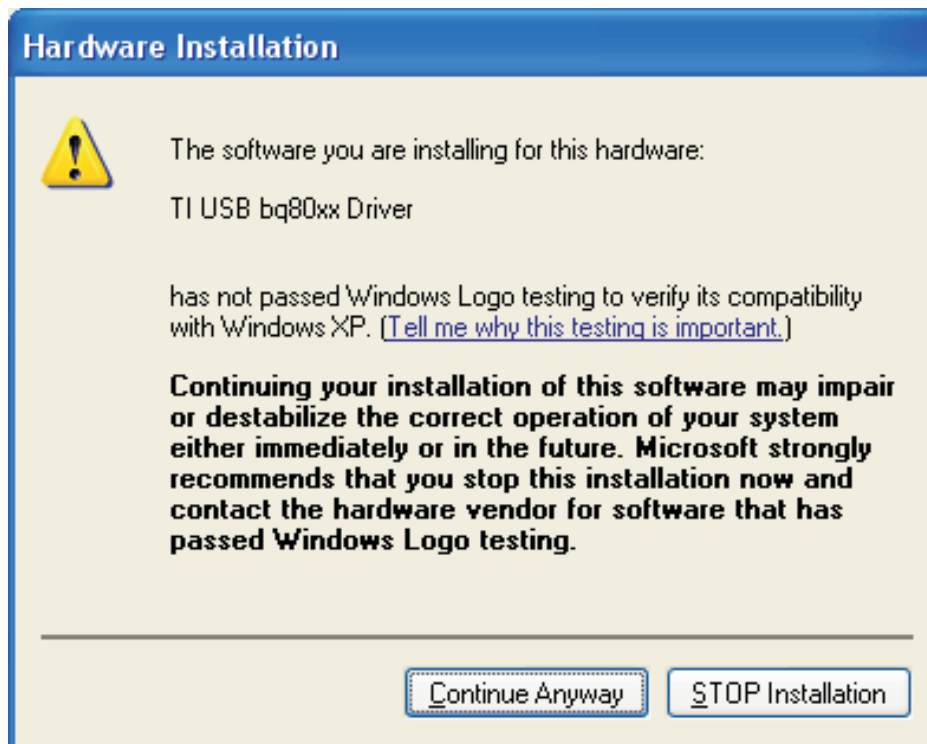 Hardware Installation
The software you are installing for this hardware:
TI USB bq80xx Driver
has not passed Windows Logo testing to verify its compatibility
with Windows XP. (Tell me why this testing is important.)
Continuing your installation of this software may impair
or destabilize the correct operation of your system
either immediately or in the future. Microsoft strongly
recommends that you stop this installation now and
contact the hardware vendor for software that has
passed Windows Logo testing.
Continue Anyway
STOP Installation